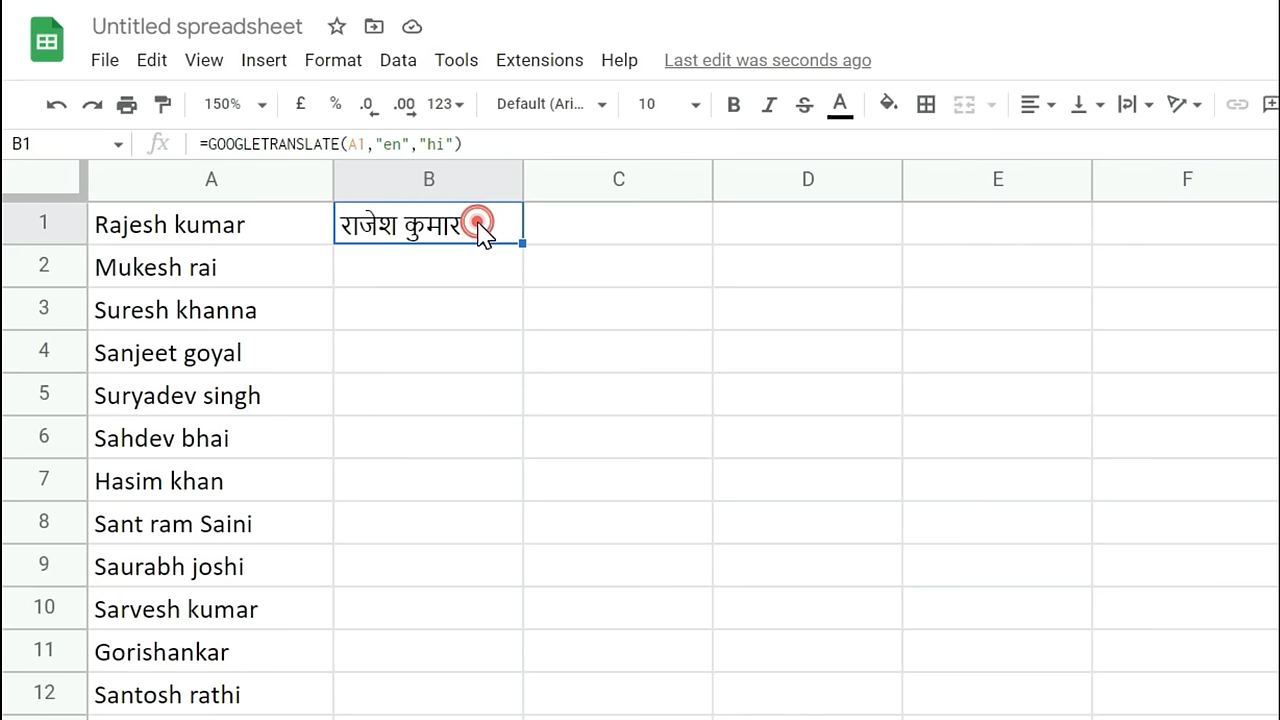 Untitled spreadsheet
File Edit View Insert Format Data Tools Extensions Help Last edit was seconds ago
150% £ % .0 .00 123 Default (Ari... 10 B I S A
B1 fx =GOOGLETRANSLATE(A1,"en","hi")
A B C D E F
1 Rajesh kumar राजेश कुमार
2 Mukesh rai
3 Suresh khanna
4 Sanjeet goyal
5 Suryadev singh
6 Sahdev bhai
7 Hasim khan
8 Sant ram Saini
9 Saurabh joshi
10 Sarvesh kumar
11 Gorishankar
12 Santosh rathi